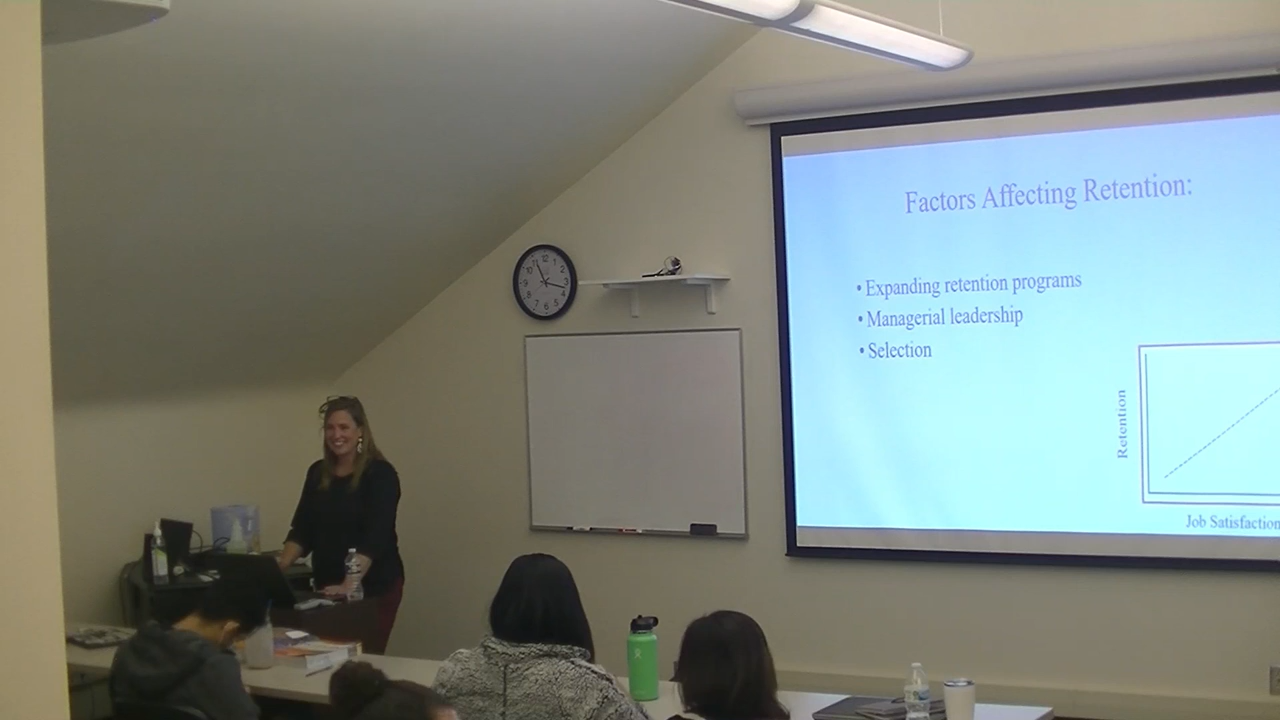 Factors Affecting Retention:
• Expanding retention programs
• Managerial leadership
• Selection
Retention
Job Satisfaction